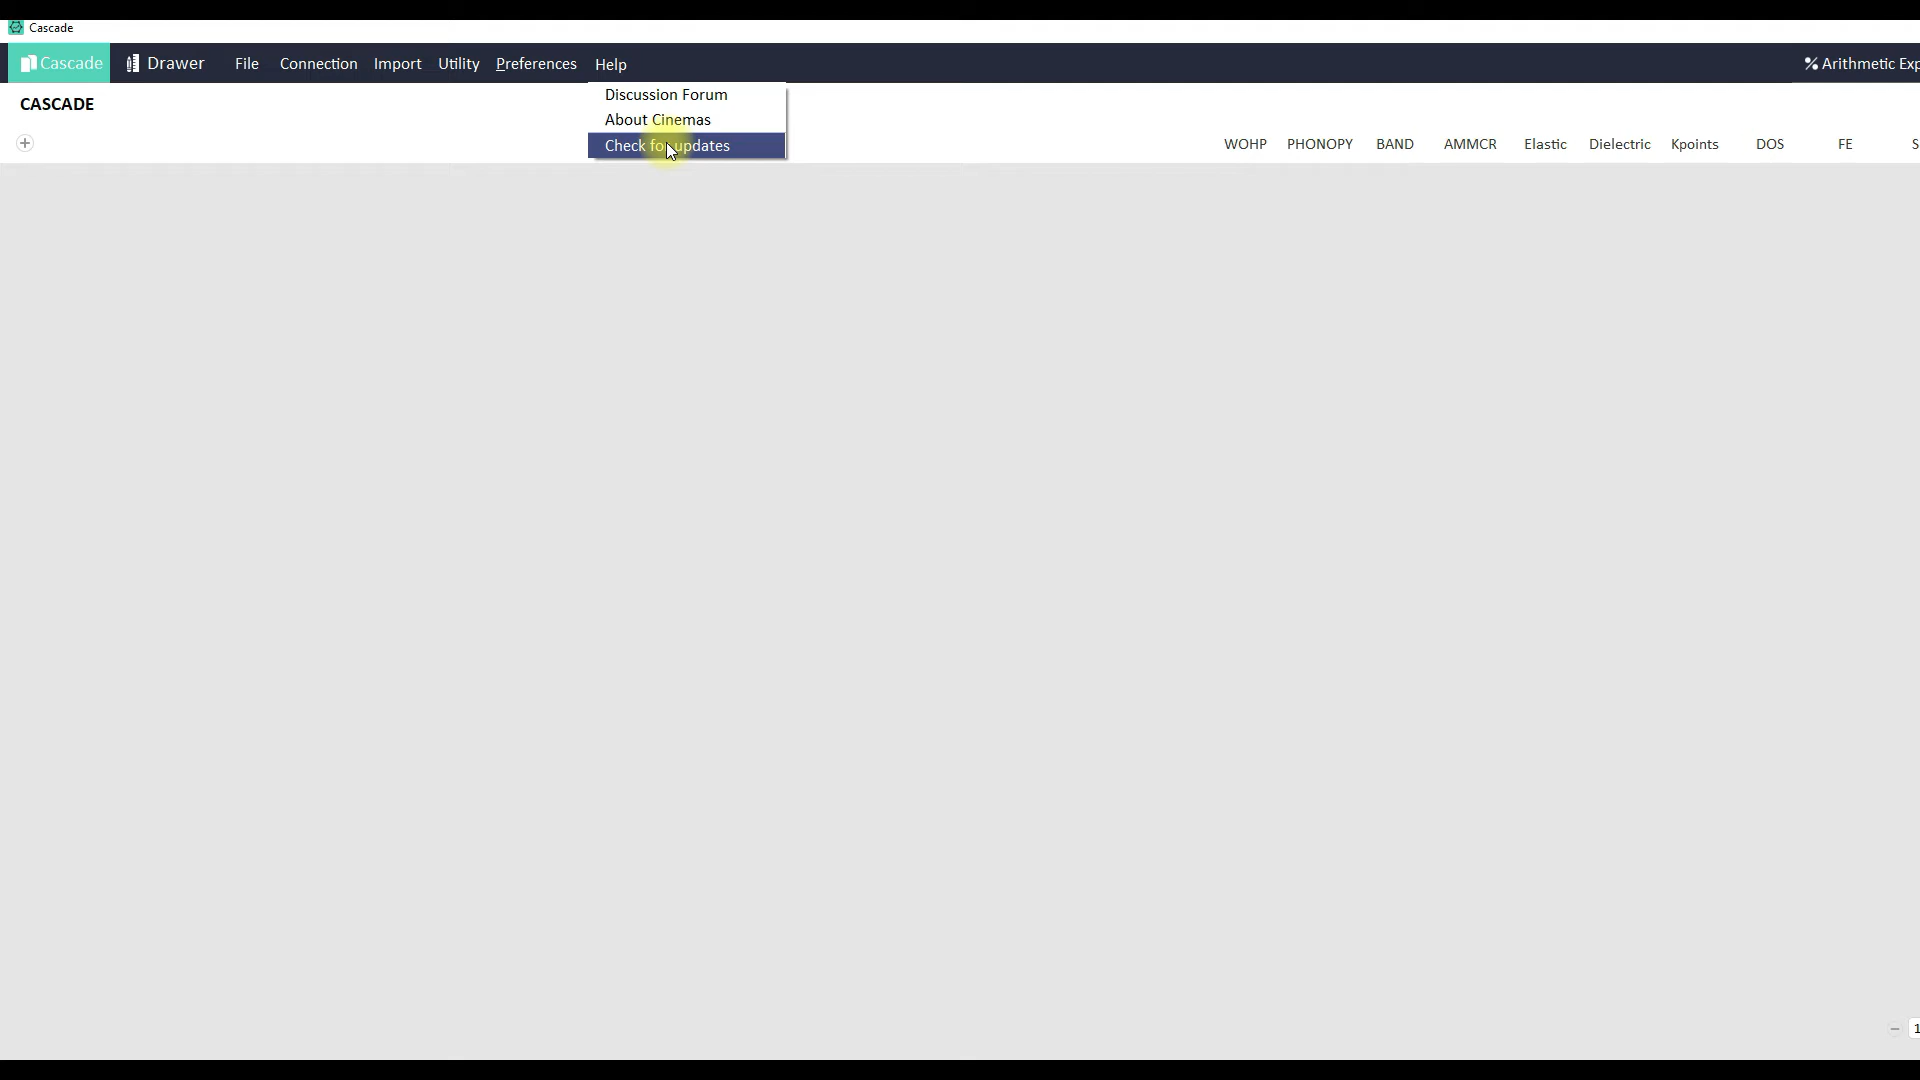 Cascade
Cascade Drawer File Connection Import Utility Preferences Help % Arithmetic Exp
Discussion Forum
CASCADE
About Cinemas
Check for updates
+ WOHP PHONOPY BAND AMMCR Elastic Dielectric Kpoints DOS FE S
− 1